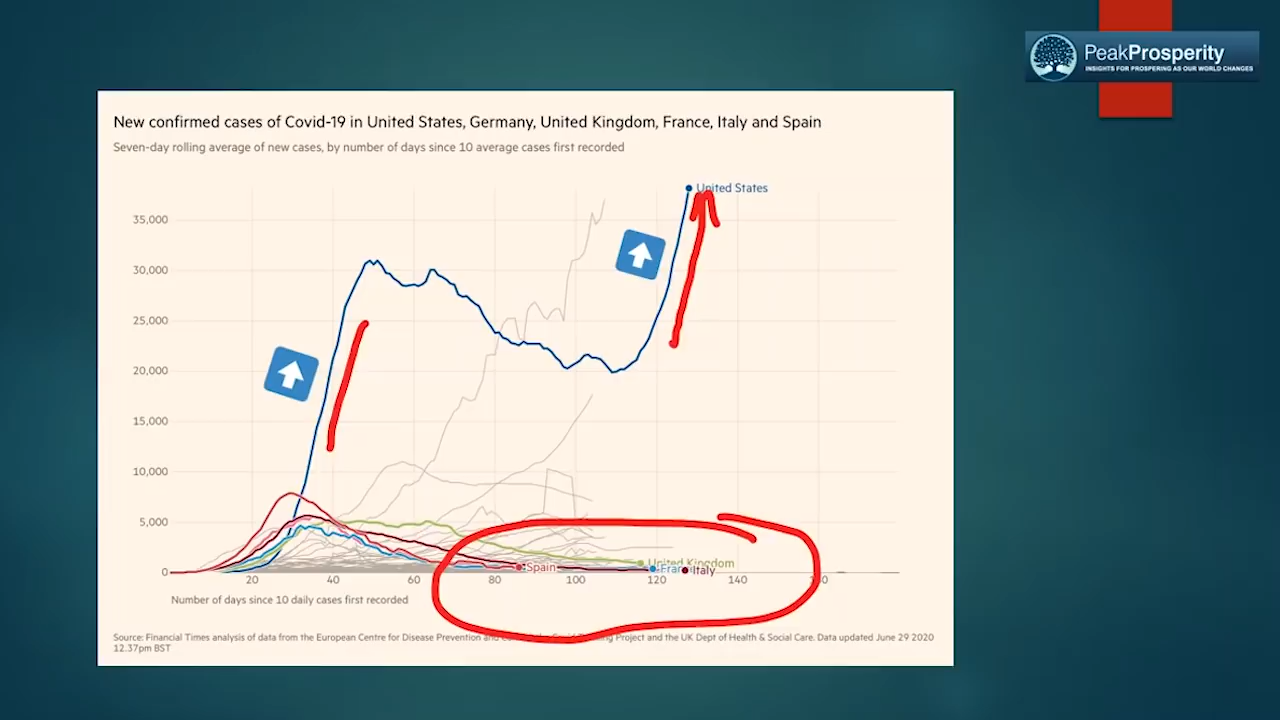 PeakProsperity
INSIGHTS FOR PROSPERING AS OUR WORLD CHANGES
New confirmed cases of Covid-19 in United States, Germany, United Kingdom, France, Italy and Spain
Seven-day rolling average of new cases, by number of days since 10 average cases first recorded
United States
35,000
30,000
25,000
20,000
15,000
10,000
5,000
0
Spain
United Kingdom
Italy
20 40 60 80 100 120 140
Number of days since 10 daily cases first recorded
Source: Financial Times analysis of data from the European Centre for Disease Prevention and Project and the UK Dept of Health & Social Care. Data updated June 29 2020
12.37pm BST